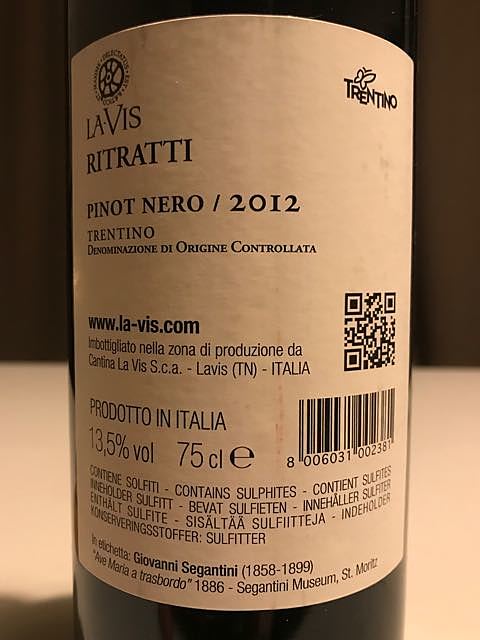 LA-VIS
TRENTINO
RITRATTI
PINOT NERO / 2012
TRENTINO
DENOMINAZIONE DI ORIGINE CONTROLLATA
www.la-vis.com
Imbottigliato nella zona di produzione da
Cantina La Vis S.c.a. - Lavis (TN) - ITALIA
PRODOTTO IN ITALIA
13,5% vol 75 cl e
8 006031 002381
CONTIENE SOLFITI - CONTAINS SULPHITES - CONTIENT SULFITES
INNEHOLDER SULFITT - BEVAT SULFIETEN - INNEHÅLLER SULFITER
ENTHÄLT SULFITE - SISÄLTÄÄ SULFIITTEJA - INDEHOLDER
KONSERVERINGSSTOFFER: SULFITTER
In etichetta: Giovanni Segantini (1858-1899)
"Ave Maria a trasbordo" 1886 - Segantini Museum, St. Moritz